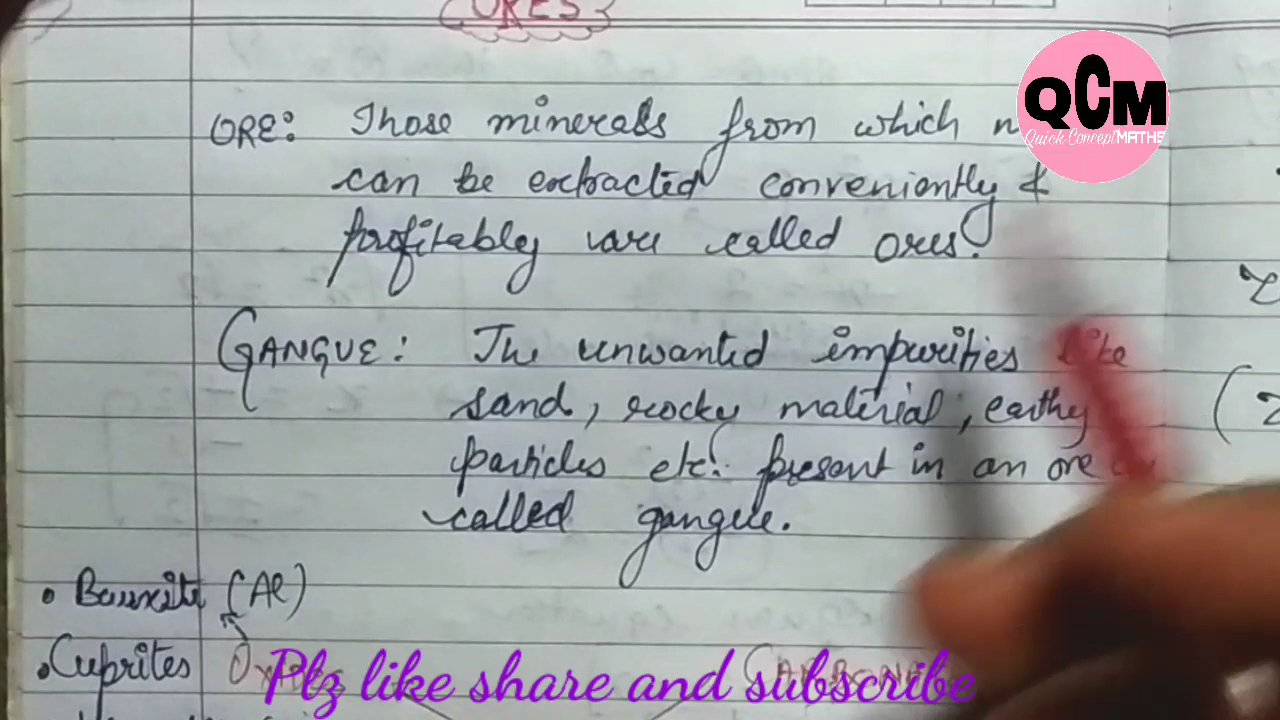 ORES
QCM
Quick Concept MATHS
ORE: Those minerals from which
can be extracted conveniently &
profitably are called ores.
GANGUE: The unwanted impurities like
sand, rocky material, earthy
particles etc. present in an ore
called gangue.
• Bauxite (Al)
• Cuprites
Plz like share and subscribe